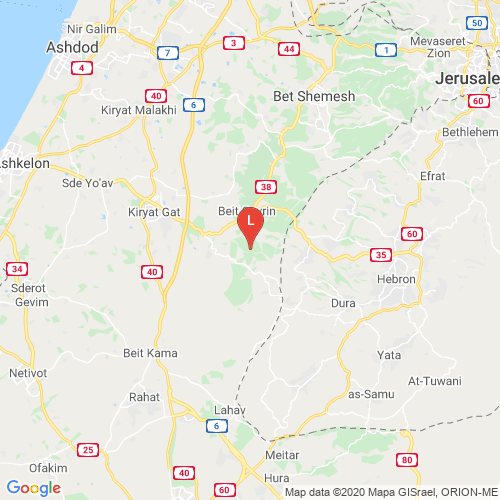 Nir Galim
Ashdod
7
3
44
1
50
Mevaseret
Zion
4
Jerusale
40
6
Bet Shemesh
60
Kiryat Malakhi
Bethlehem
shkelon
Efrat
Sde Yo'av
38
Kiryat Gat
Beit
L
60
35
34
40
Hebron
Sderot
Gevim
Dura
Beit Kama
Yata
Netivot
At-Tuwani
Rahat
as-Samu
Lahav
6
25
Meitar
Ofakim
80
40
Hura
60
Google
Map data ©2020 Mapa GISrael, ORION-ME